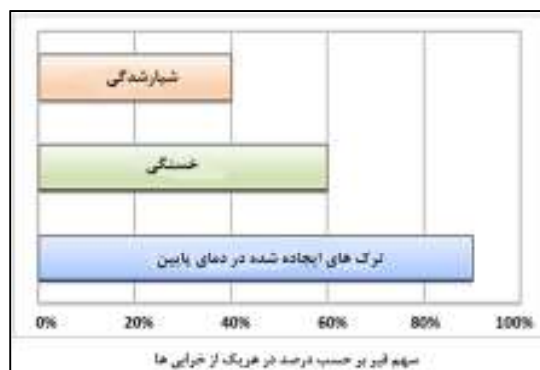 شیارشدگی
خستگی
ترک های ایجاده شده در دمای پایین
0% 20% 40% 60% 80% 100%
سهم قیر بر حسب درصد در هریک از خرابی ها